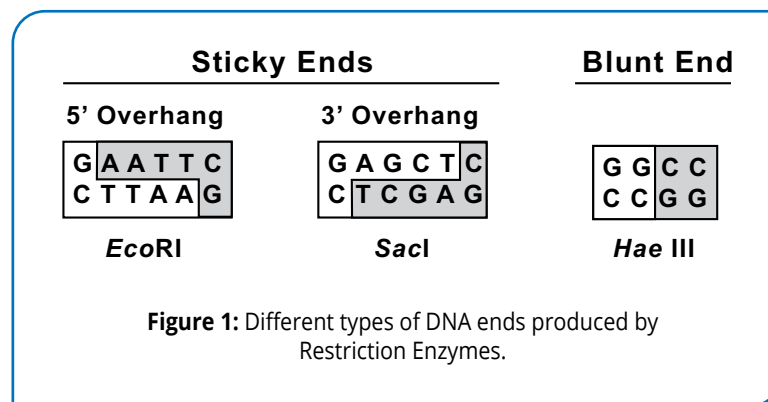 Sticky Ends
Blunt End
5’ Overhang
3’ Overhang
G A A T T C
C T T A A G
G A G C T C
C T C G A G
G G C C
C C G G
EcoRI
SacI
Hae III
Figure 1: Different types of DNA ends produced by
Restriction Enzymes.